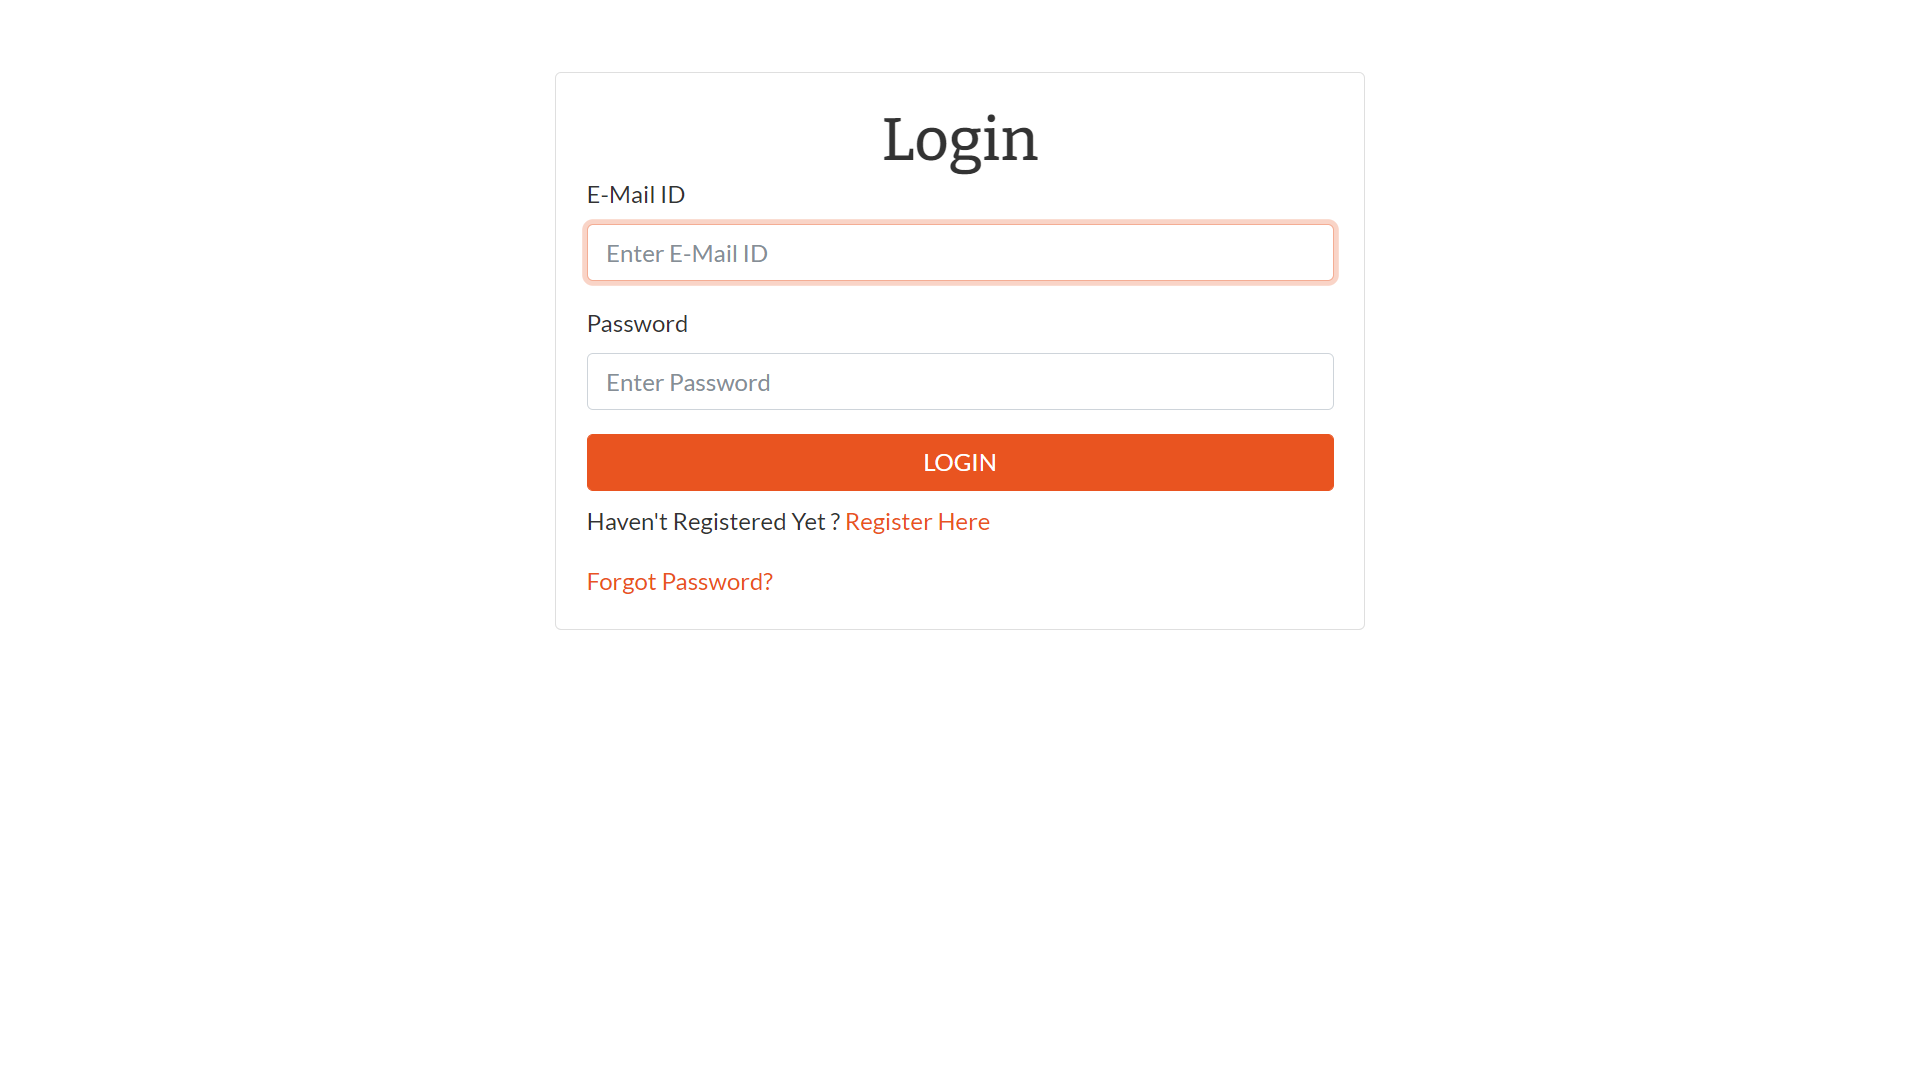 Login
E-Mail ID
Enter E-Mail ID
Password
Enter Password
LOGIN
Haven't Registered Yet ? Register Here
Forgot Password?